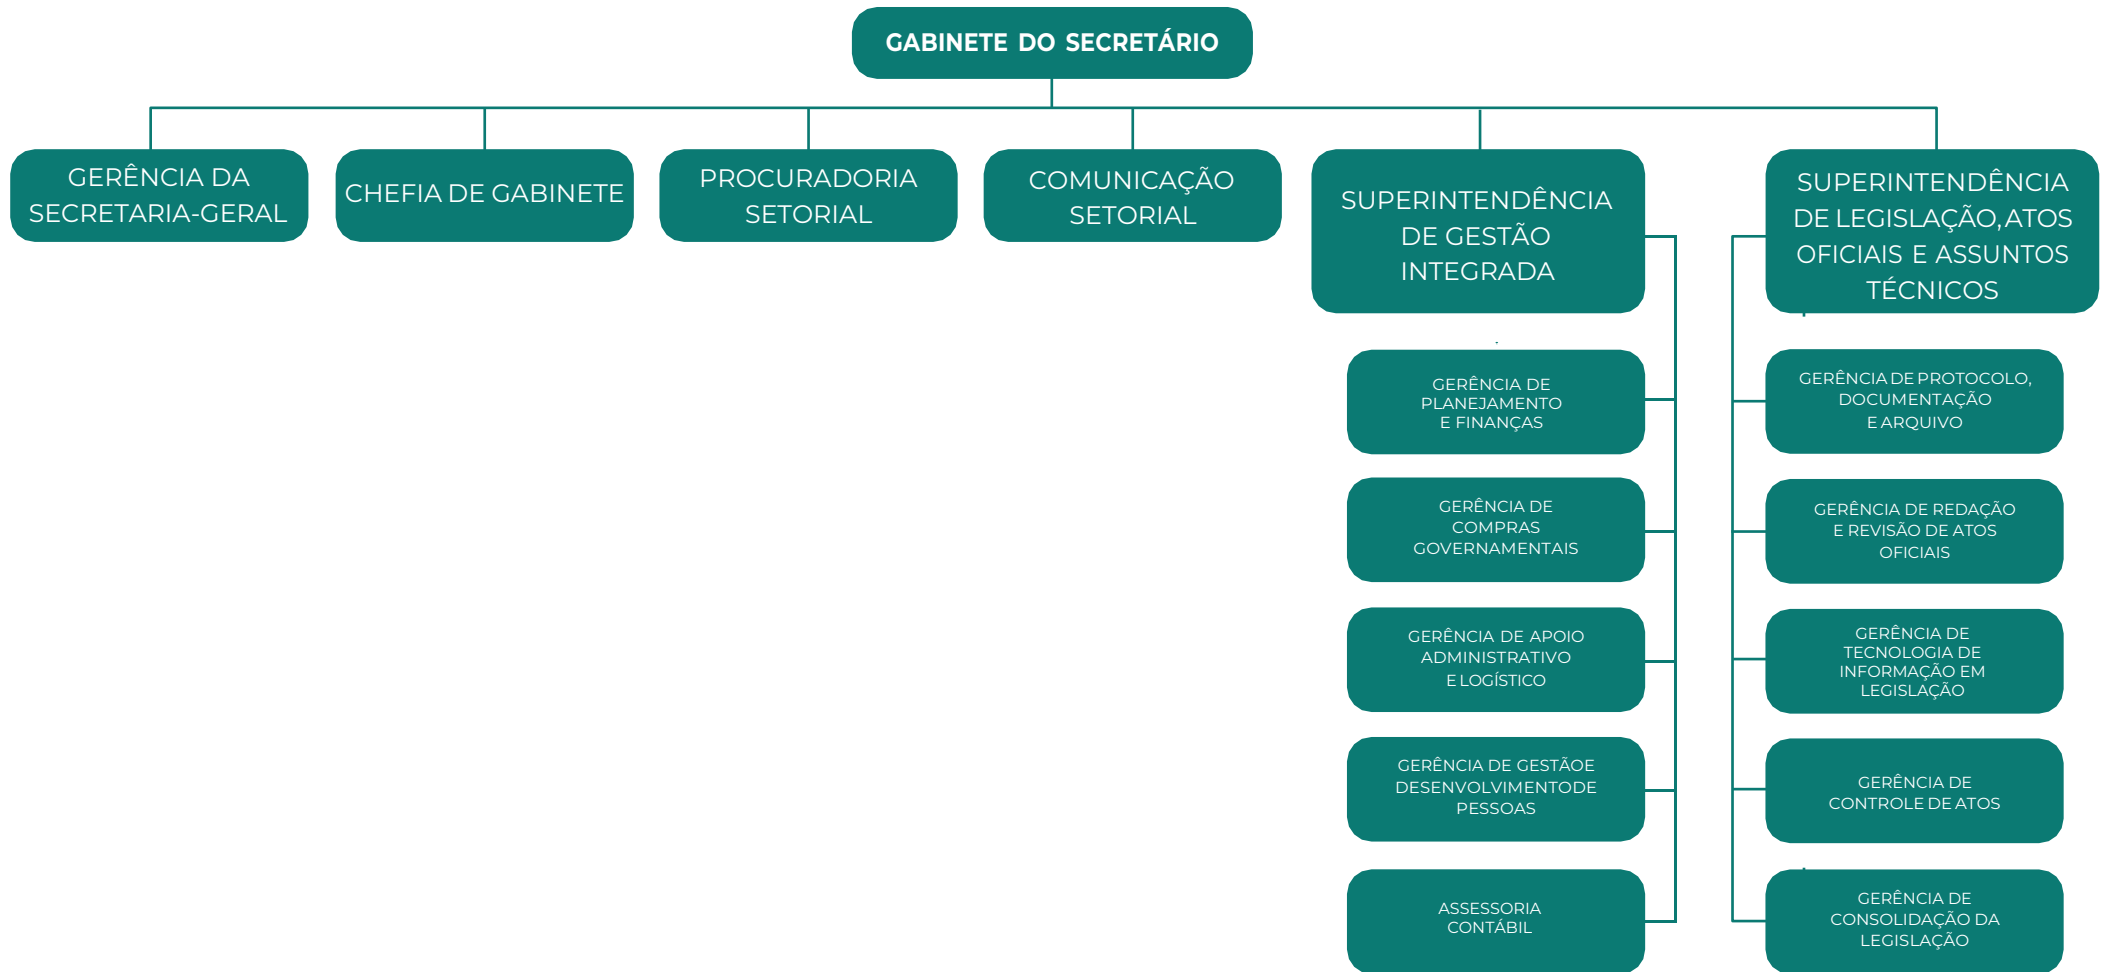 GABINETE DO SECRETÁRIO
GERÊNCIA DA
SECRETARIA-GERAL
CHEFIA DE GABINETE
PROCURADORIA
SETORIAL
COMUNICAÇÃO
SETORIAL
SUPERINTENDÊNCIA
DE GESTÃO
INTEGRADA
SUPERINTENDÊNCIA
DE LEGISLAÇÃO, ATOS
OFICIAIS E ASSUNTOS
TÉCNICOS
GERÊNCIA DE
PLANEJAMENTO
E FINANÇAS
GERÊNCIA DE
COMPRAS
GOVERNAMENTAIS
GERÊNCIA DE APOIO
ADMINISTRATIVO
E LOGÍSTICO
GERÊNCIA DE GESTÃOE
DESENVOLVIMENTODE
PESSOAS
ASSESSORIA
CONTÁBIL
GERÊNCIA DE PROTOCOLO,
DOCUMENTAÇÃO
E ARQUIVO
GERÊNCIA DE REDAÇÃO
E REVISÃO DE ATOS
OFICIAIS
GERÊNCIA DE
TECNOLOGIA DE
INFORMAÇÃO EM
LEGISLAÇÃO
GERÊNCIA DE
CONTROLE DE ATOS
GERÊNCIA DE
CONSOLIDAÇÃO DA
LEGISLAÇÃO